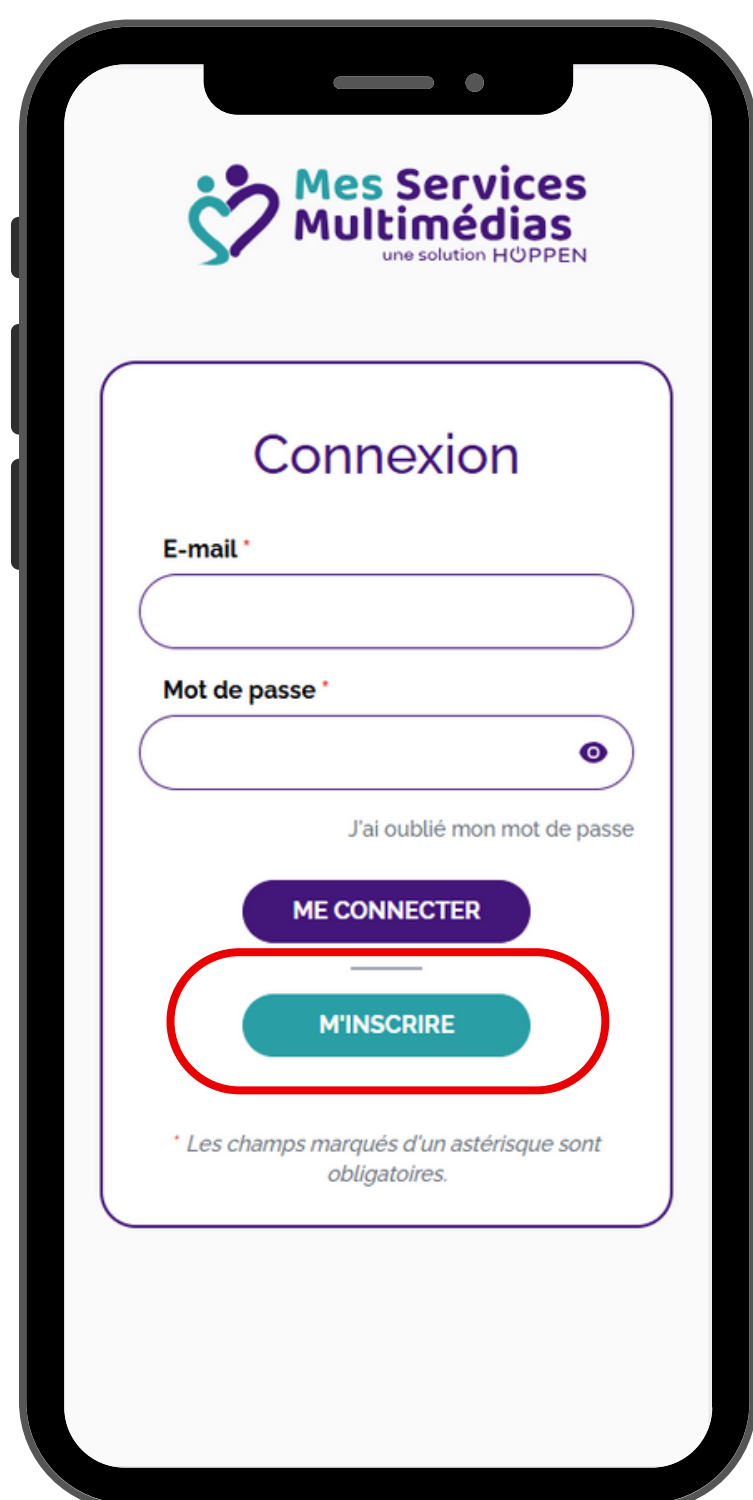 Mes Services
Multimédias
une solution HOPPEN
Connexion
E-mail *
Mot de passe *
J'ai oublié mon mot de passe
ME CONNECTER
M'INSCRIRE
* Les champs marqués d'un astérisque sont
obligatoires.